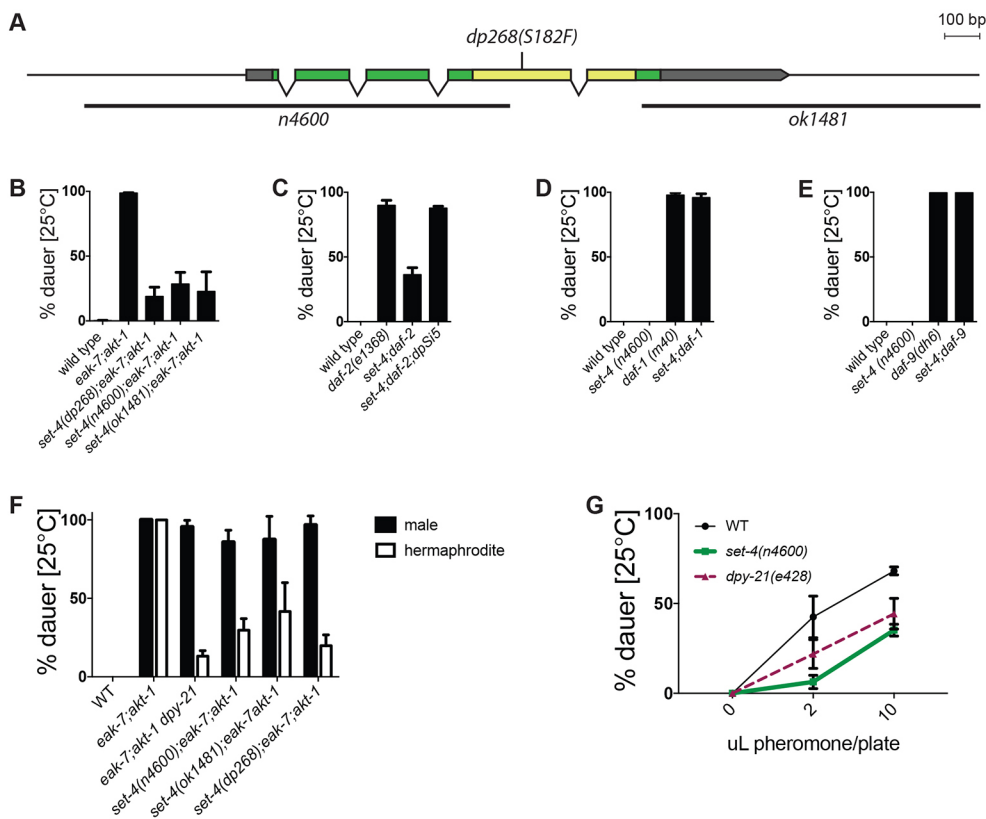 A
100 bp
dp268(S182F)
n4600
ok1481
B
% dauer [25°C]
100
50
0
wild type
eak-7;akt-1
set-4(dp268);eak-7;akt-1
set-4(n4600);eak-7;akt-1
set-4(ok1481);eak-7;akt-1
C
% dauer [25°C]
100
50
0
wild type
daf-2(e1368)
set-4;daf-2
set-4;daf-2;dpSi5
D
% dauer [25°C]
100
50
0
wild type
set-4 (n4600)
daf-1 (m40)
set-4;daf-1
E
% dauer [25°C]
100
50
0
wild type
set-4 (n4600)
daf-9(dh6)
set-4;daf-9
F
% dauer [25°C]
100
50
0
WT
eak-7;akt-1
eak-7;akt-1 dpy-21
set-4(n4600);eak-7;akt-1
set-4(ok1481);eak-7akt-1
set-4(dp268);eak-7;akt-1
male
hermaphrodite
G
% dauer [25°C]
100
50
0
WT
set-4(n4600)
dpy-21(e428)
0
2
10
uL pheromone/plate